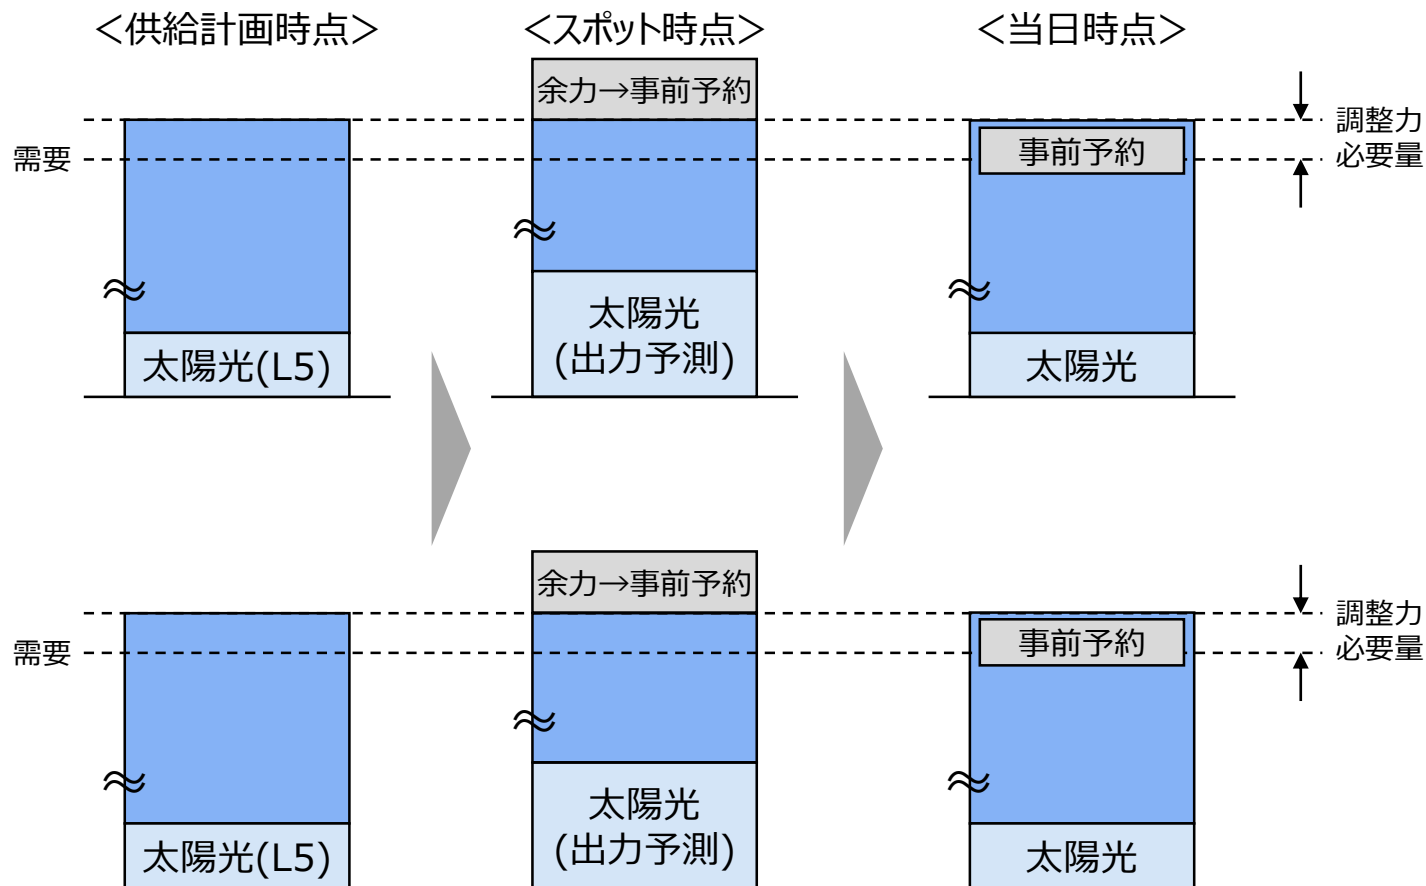 ＜供給計画時点＞
＜スポット時点＞
＜当日時点＞
余力→事前予約
調整力
必要量
需要
事前予約
太陽光(L5)
太陽光
(出力予測)
太陽光
余力→事前予約
調整力
必要量
需要
事前予約
太陽光(L5)
太陽光
(出力予測)
太陽光